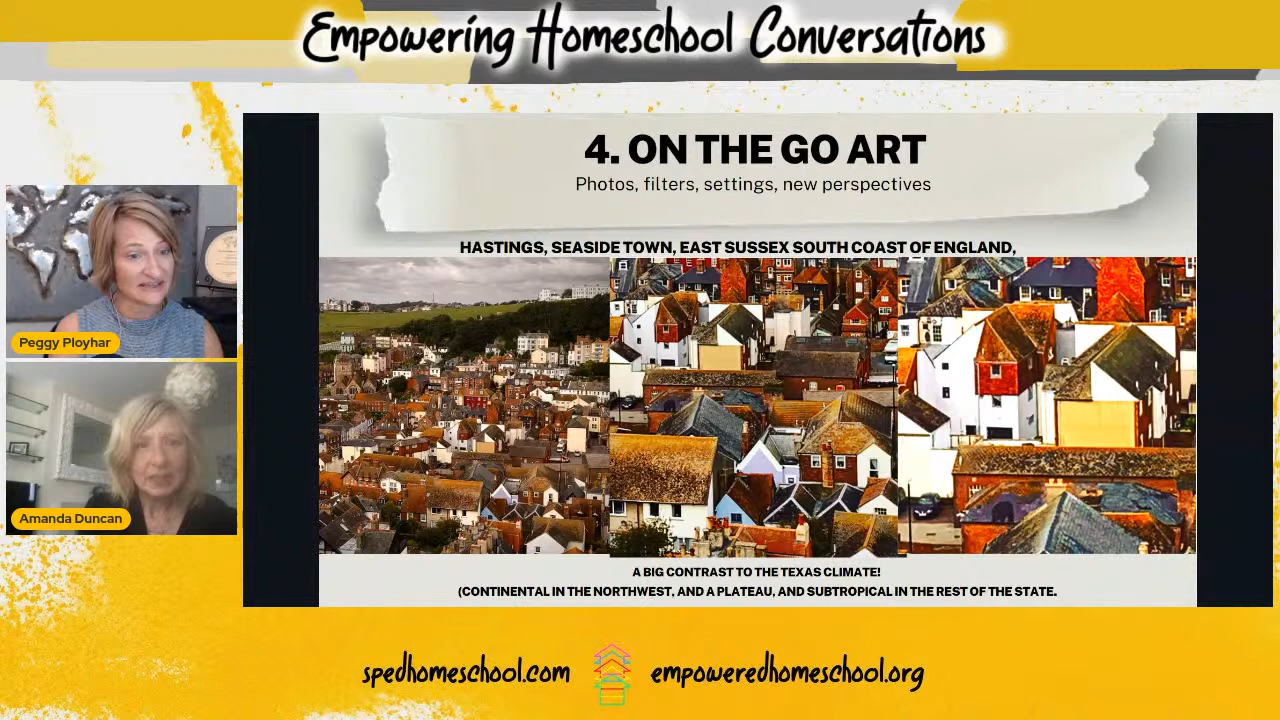 Empowering Homeschool Conversations
4. ON THE GO ART
Photos, filters, settings, new perspectives
HASTINGS, SEASIDE TOWN, EAST SUSSEX SOUTH COAST OF ENGLAND,
Peggy Ployhar
Amanda Duncan
A BIG CONTRAST TO THE TEXAS CLIMATE!
(CONTINENTAL IN THE NORTHWEST, AND A PLATEAU, AND SUBTROPICAL IN THE REST OF THE STATE.
spedhomeschool.com
empoweredhomeschool.org